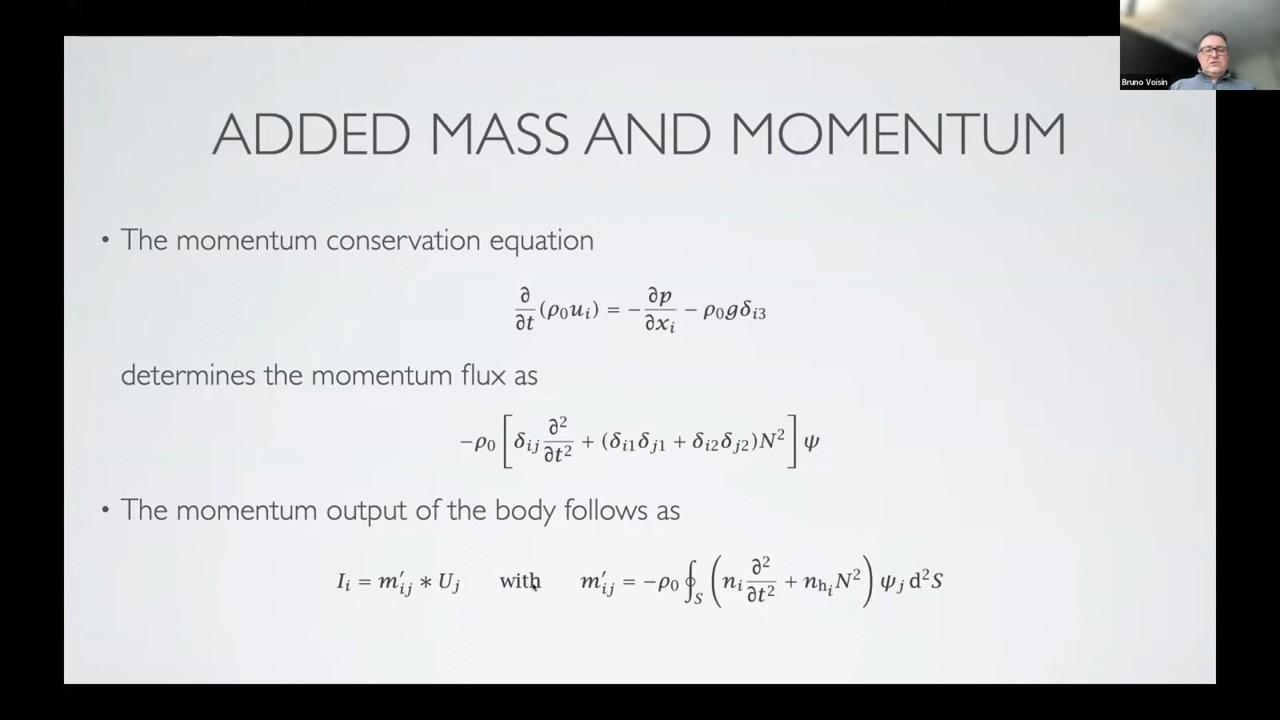 Bruno Voisin
ADDED MASS AND MOMENTUM
• The momentum conservation equation
∂/∂t (ρ₀uᵢ) = − ∂p/∂xᵢ − ρ₀gδᵢ₃
determines the momentum flux as
−ρ₀ [δᵢⱼ ∂²/∂t² + (δᵢ₁δⱼ₁ + δᵢ₂δⱼ₂)N²] ψ
• The momentum output of the body follows as
Iᵢ = m′ᵢⱼ ∗ Uⱼ with m′ᵢⱼ = −ρ₀ ∮_S (nᵢ ∂²/∂t² + n_hᵢ N²) ψⱼ d²S